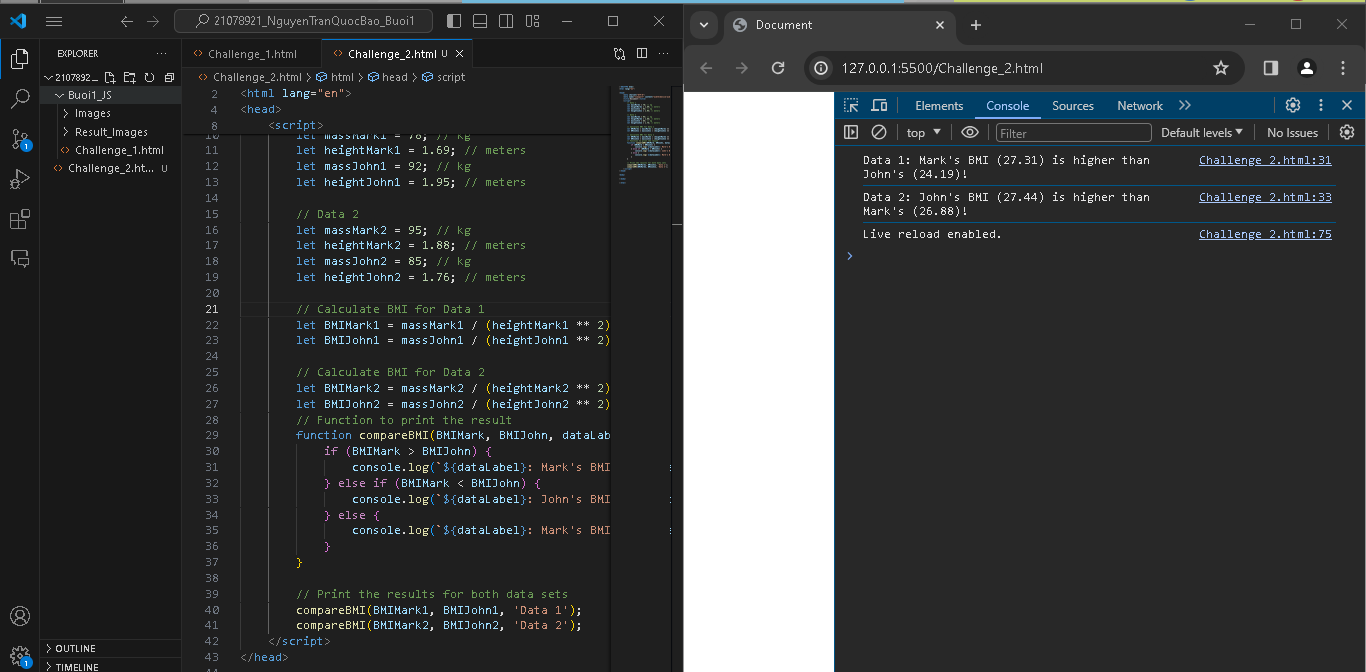 21078921_NguyenTranQuocBao_Buoi1
EXPLORER
2107892...
Buoi1_JS
Images
Result_Images
Challenge_1.html
Challenge_2.ht... U
1
1
OUTLINE
TIMELINE
Challenge_1.html
Challenge_2.html U
Challenge_2.html > html > head > script
2 <html lang="en">
4 <head>
8 <script>
10 let massMark1 = 78; // kg
11 let heightMark1 = 1.69; // meters
12 let massJohn1 = 92; // kg
13 let heightJohn1 = 1.95; // meters
14
15 // Data 2
16 let massMark2 = 95; // kg
17 let heightMark2 = 1.88; // meters
18 let massJohn2 = 85; // kg
19 let heightJohn2 = 1.76; // meters
20
21 // Calculate BMI for Data 1
22 let BMIMark1 = massMark1 / (heightMark1 ** 2)
23 let BMIJohn1 = massJohn1 / (heightJohn1 ** 2)
24
25 // Calculate BMI for Data 2
26 let BMIMark2 = massMark2 / (heightMark2 ** 2)
27 let BMIJohn2 = massJohn2 / (heightJohn2 ** 2)
28 // Function to print the result
29 function compareBMI(BMIMark, BMIJohn, dataLab
30 if (BMIMark > BMIJohn) {
31 console.log(`${dataLabel}: Mark's BMI
32 } else if (BMIMark < BMIJohn) {
33 console.log(`${dataLabel}: John's BMI
34 } else {
35 console.log(`${dataLabel}: Mark's BMI
36 }
37 }
38
39 // Print the results for both data sets
40 compareBMI(BMIMark1, BMIJohn1, 'Data 1');
41 compareBMI(BMIMark2, BMIJohn2, 'Data 2');
42 </script>
43 </head>
Document
127.0.0.1:5500/Challenge_2.html
Elements Console Sources Network
top Filter Default levels No Issues
Data 1: Mark's BMI (27.31) is higher than Challenge 2.html:31
John's (24.19)!
Data 2: John's BMI (27.44) is higher than Challenge 2.html:33
Mark's (26.88)!
Live reload enabled. Challenge 2.html:75